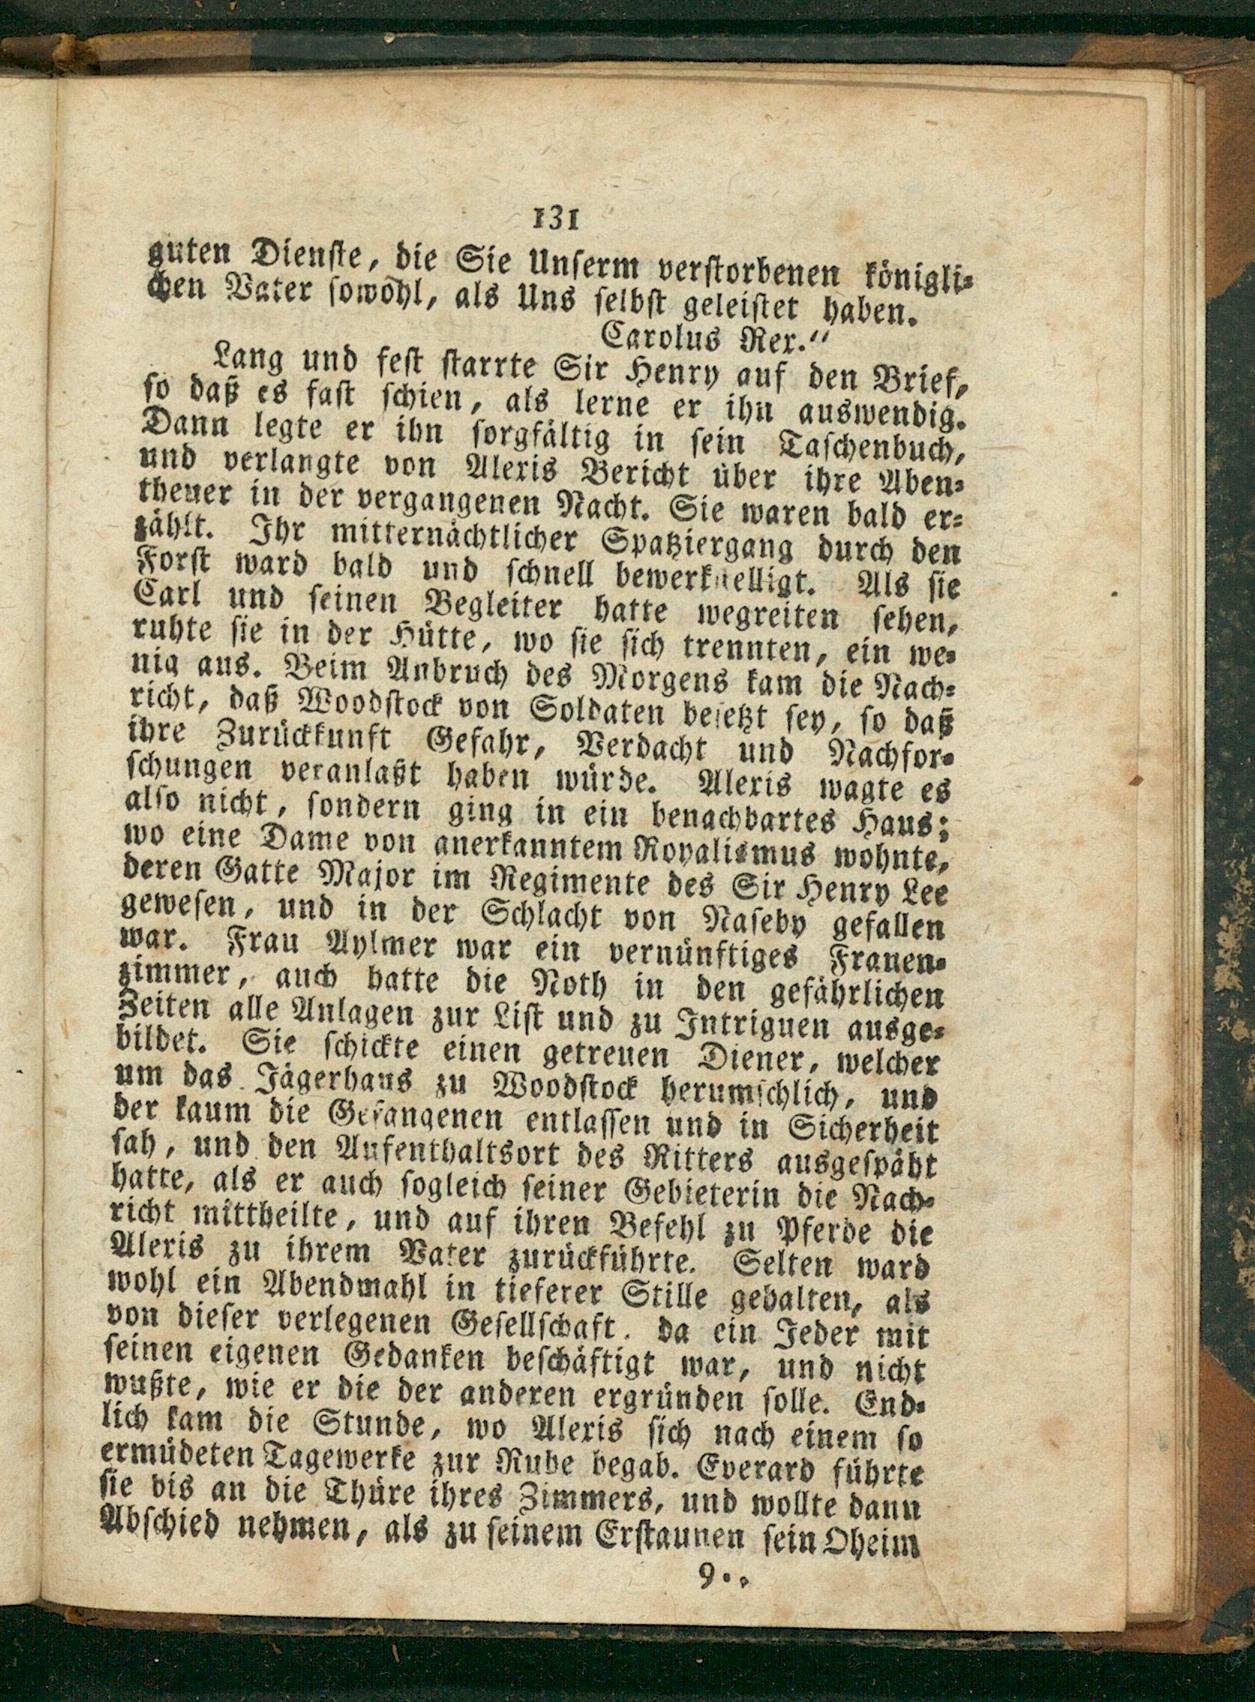 131
guten Dienste, die Sie Unserm verstorbenen königli-
chen Vater sowohl, als Uns selbst geleistet haben.
Carolus Rex."
Lang und fest starrte Sir Henry auf den Brief,
so daß es fast schien, als lerne er ihn auswendig.
Dann legte er ihn sorgfältig in sein Taschenbuch,
und verlangte von Alexis Bericht über ihre Aben-
theuer in der vergangenen Nacht. Sie waren bald er-
zählt. Ihr mitternächtlicher Spatziergang durch den
Forst ward bald und schnell bewerkstelligt. Als sie
Carl und seinen Begleiter hatte wegreiten sehen,
ruhte sie in der Hütte, wo sie sich trennten, ein we-
nig aus. Beim Anbruch des Morgens kam die Nach-
richt, daß Woodstock von Soldaten besetzt sey, so daß
ihre Zurückkunft Gefahr, Verdacht und Nachfor-
schungen veranlaßt haben würde. Alexis wagte es
also nicht, sondern ging in ein benachbartes Haus;
wo eine Dame von anerkanntem Royalismus wohnte,
deren Gatte Major im Regimente des Sir Henry Lee
gewesen, und in der Schlacht von Naseby gefallen
war. Frau Aylmer war ein vernünftiges Frauen-
zimmer, auch hatte die Noth in den gefährlichen
Zeiten alle Anlagen zur List und zu Intriguen ausge-
bildet. Sie schickte einen getreuen Diener, welcher
um das Jägerhaus zu Woodstock herumschlich, und
der kaum die Gefangenen entlassen und in Sicherheit
sah, und den Aufenthaltsort des Ritters ausgespäht
hatte, als er auch sogleich seiner Gebieterin die Nach-
richt mittheilte, und auf ihren Befehl zu Pferde die
Alexis zu ihrem Vater zurückführte. Selten ward
wohl ein Abendmahl in tieferer Stille gehalten, als
von dieser verlegenen Gesellschaft. da ein Jeder mit
seinen eigenen Gedanken beschäftigt war, und nicht
wußte, wie er die der anderen ergründen solle. End-
lich kam die Stunde, wo Alexis sich nach einem so
ermüdeten Tagewerke zur Ruhe begab. Everard führte
sie bis an die Thüre ihres Zimmers, und wollte dann
Abschied nehmen, als zu seinem Erstaunen sein Oheim
9..